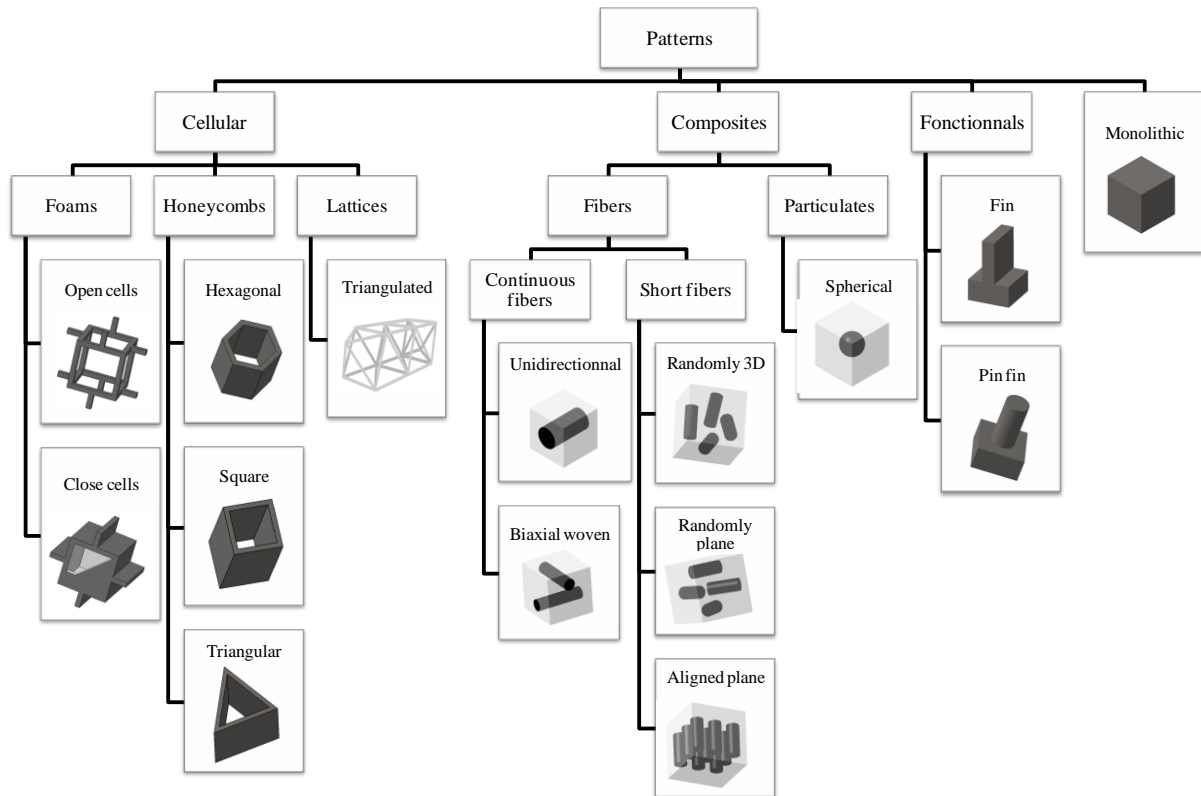 Patterns
Cellular
Composites
Fonctionnals
Monolithic
Foams
Honeycombs
Lattices
Fibers
Particulates
Fin
Open cells
Hexagonal
Triangulated
Continuous
fibers
Short fibers
Spherical
Unidirectionnal
Randomly 3D
Pin fin
Close cells
Square
Biaxial woven
Randomly
plane
Triangular
Aligned plane